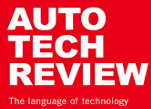 AUTO
TECH
REVIEW
The language of technology